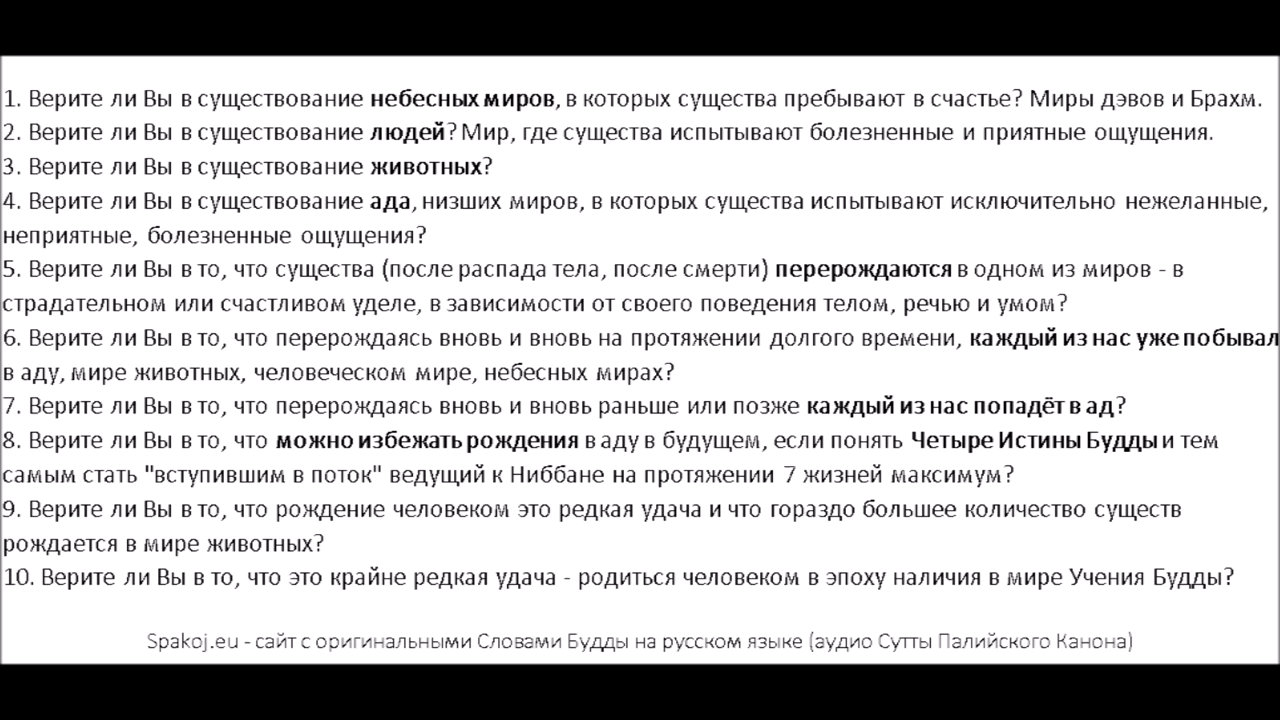 1. Верите ли Вы в существование небесных миров, в которых существа пребывают в счастье? Миры дэвов и Брахм.
2. Верите ли Вы в существование людей? Мир, где существа испытывают болезненные и приятные ощущения.
3. Верите ли Вы в существование животных?
4. Верите ли Вы в существование ада, низших миров, в которых существа испытывают исключительно нежеланные,
неприятные, болезненные ощущения?
5. Верите ли Вы в то, что существа (после распада тела, после смерти) перерождаются в одном из миров - в
страдательном или счастливом уделе, в зависимости от своего поведения телом, речью и умом?
6. Верите ли Вы в то, что перерождаясь вновь и вновь на протяжении долгого времени, каждый из нас уже побывал
в аду, мире животных, человеческом мире, небесных мирах?
7. Верите ли Вы в то, что перерождаясь вновь и вновь раньше или позже каждый из нас попадёт в ад?
8. Верите ли Вы в то, что можно избежать рождения в аду в будущем, если понять Четыре Истины Будды и тем
самым стать "вступившим в поток" ведущий к Ниббане на протяжении 7 жизней максимум?
9. Верите ли Вы в то, что рождение человеком это редкая удача и что гораздо большее количество существ
рождается в мире животных?
10. Верите ли Вы в то, что это крайне редкая удача - родиться человеком в эпоху наличия в мире Учения Будды?
Spakoj.eu - сайт с оригинальными Словами Будды на русском языке (аудио Сутты Палийского Канона)